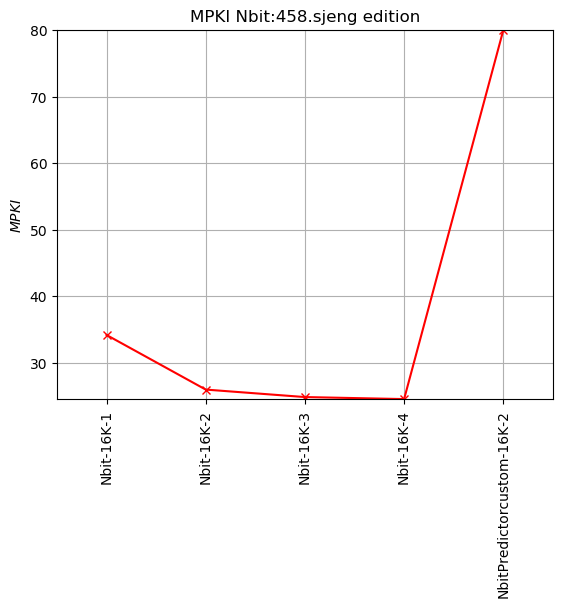 MPKI Nbit:458.sjeng edition
80
70
60
50
40
30
MPKI
Nbit-16K-1
Nbit-16K-2
Nbit-16K-3
Nbit-16K-4
NbitPredictorcustom-16K-2